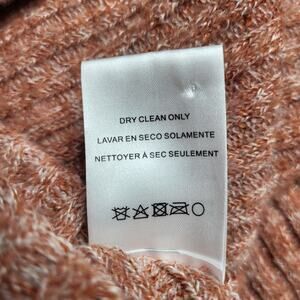 DRY CLEAN ONLY
LAVAR EN SECO SOLAMENTE
NETTOYER À SEC SEULEMENT